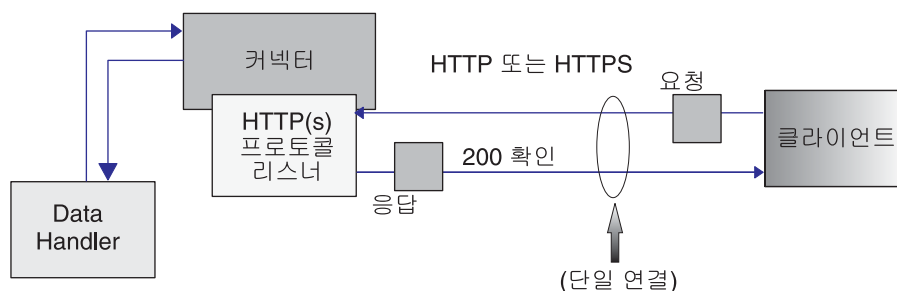 커넥터
HTTP 또는 HTTPS
요청
HTTP(s)
프로토콜
리스너
클라이언트
200 확인
응답
Data
Handler
(단일 연결)